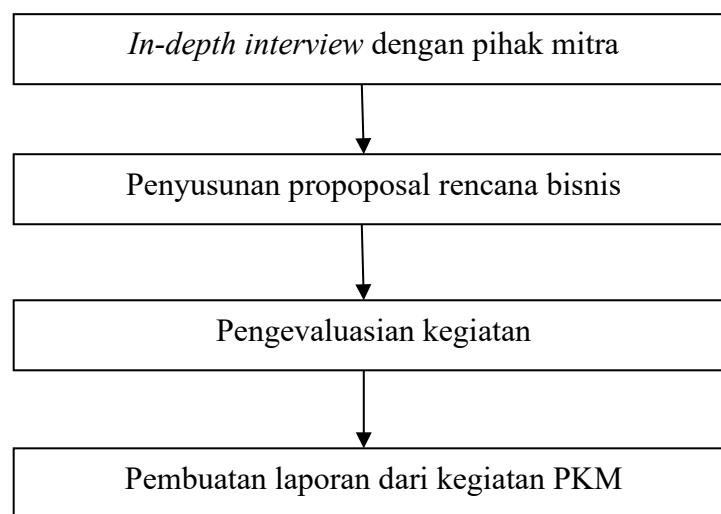 In-depth interview dengan pihak mitra
Penyusunan propoposal rencana bisnis
Pengevaluasian kegiatan
Pembuatan laporan dari kegiatan PKM